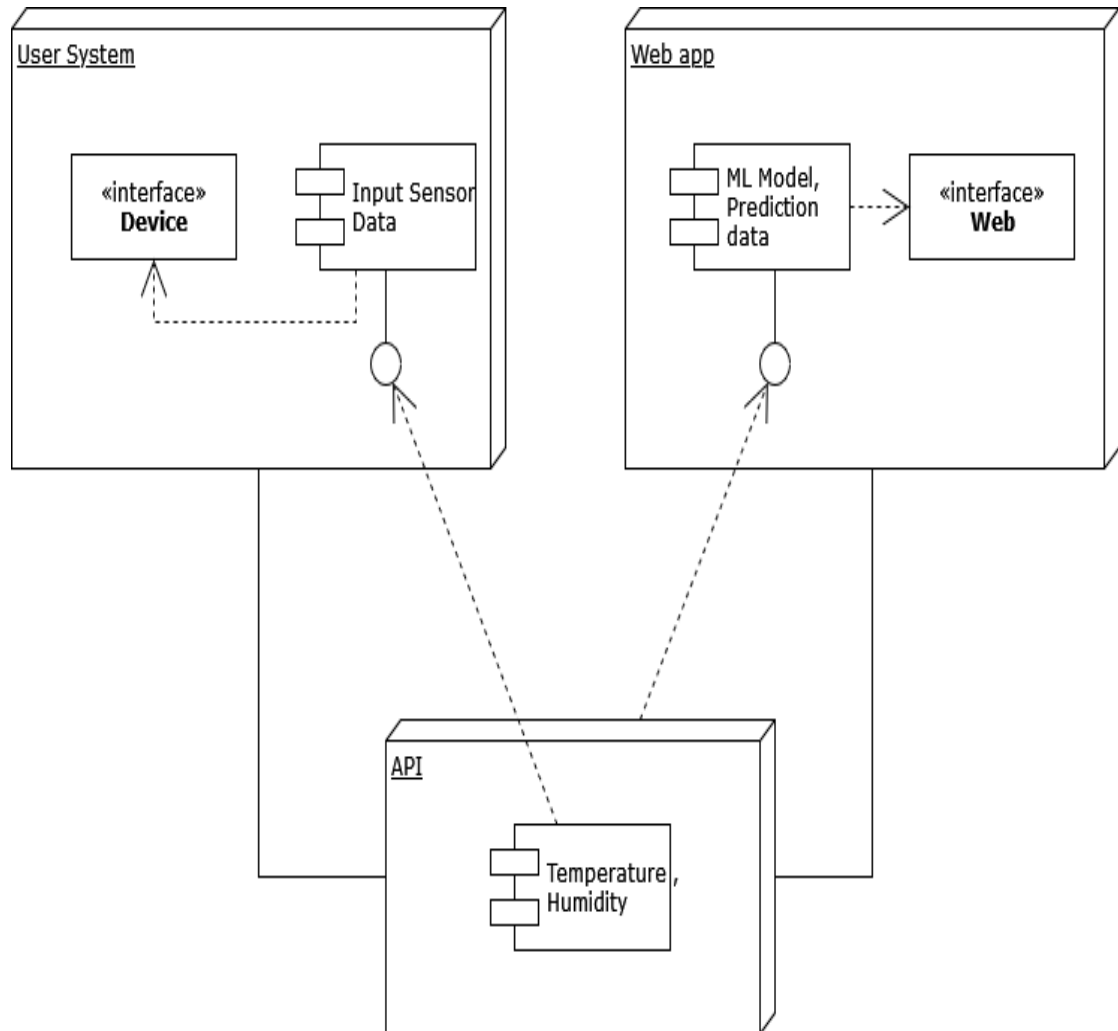 User System
«interface»
Device
Input Sensor
Data
Web app
ML Model,
Prediction
data
«interface»
Web
API
Temperature ,
Humidity